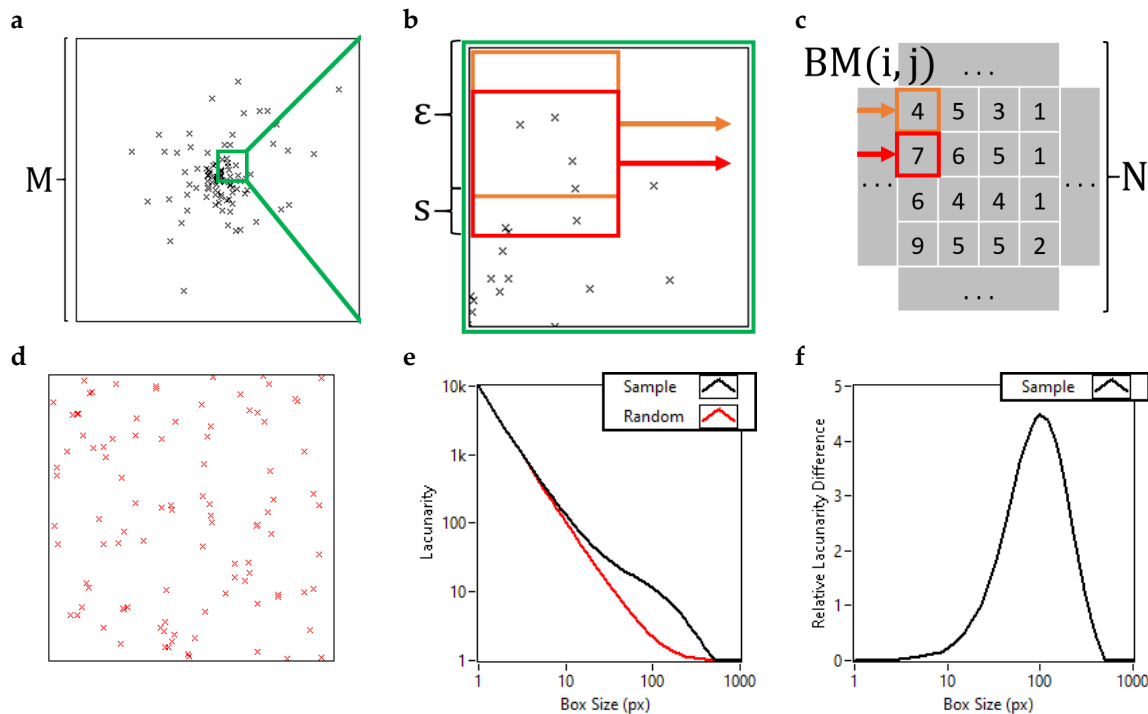 a
M
b
ε
s
c
BM(i, j)
...
4 5 3 1
7 6 5 1
... 6 4 4 1 ...
9 5 5 2
...
N
d
e
Sample
Random
10k
1k
100
10
1
Lacunarity
1 10 100 1000
Box Size (px)
f
Sample
5
4
3
2
1
0
Relative Lacunarity Difference
1 10 100 1000
Box Size (px)